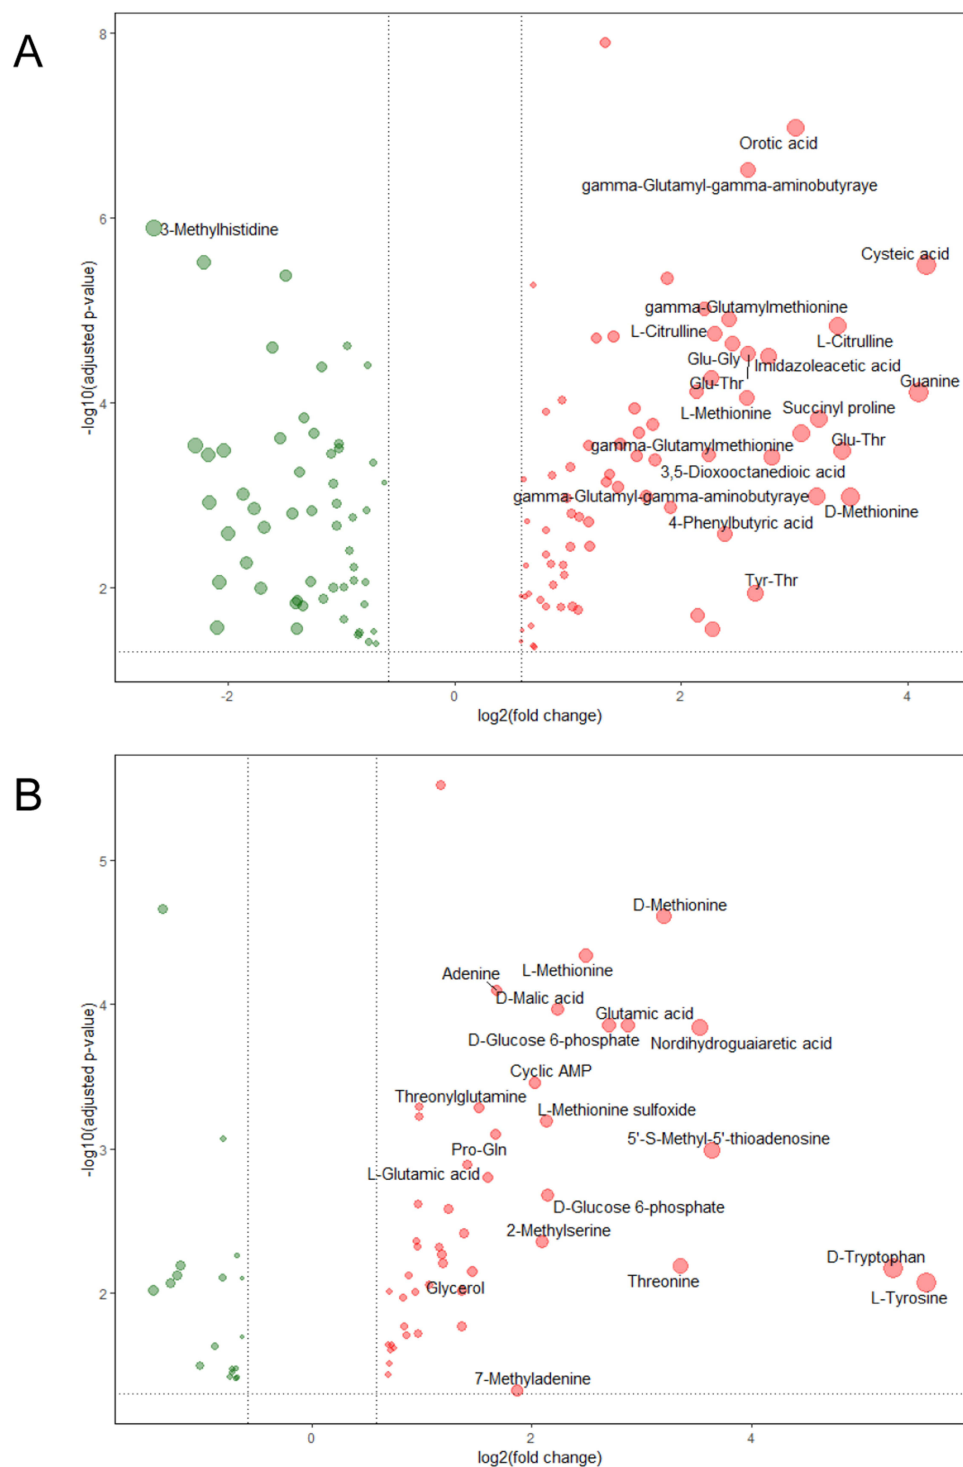 A
8
Orotic acid
gamma-Glutamyl-gamma-aminobutyraye
6
3-Methylhistidine
Cysteic acid
gamma-Glutamylmethionine
L-Citrulline
L-Citrulline
Glu-Gly
Imidazoleacetic acid
Glu-Thr
Guanine
4
L-Methionine
Succinyl proline
gamma-Glutamylmethionine
Glu-Thr
3,5-Dioxooctanedioic acid
gamma-Glutamyl-gamma-aminobutyraye
D-Methionine
4-Phenylbutyric acid
2
Tyr-Thr
-log10(adjusted p-value)
-2
0
2
4
log2(fold change)
B
5
D-Methionine
L-Methionine
Adenine
4
D-Malic acid
Glutamic acid
D-Glucose 6-phosphate
Nordihydroguaiaretic acid
Cyclic AMP
Threonylglutamine
L-Methionine sulfoxide
5'-S-Methyl-5'-thioadenosine
3
Pro-Gln
L-Glutamic acid
D-Glucose 6-phosphate
2-Methylserine
D-Tryptophan
Threonine
2
Glycerol
L-Tyrosine
7-Methyladenine
-log10(adjusted p-value)
0
2
4
log2(fold change)